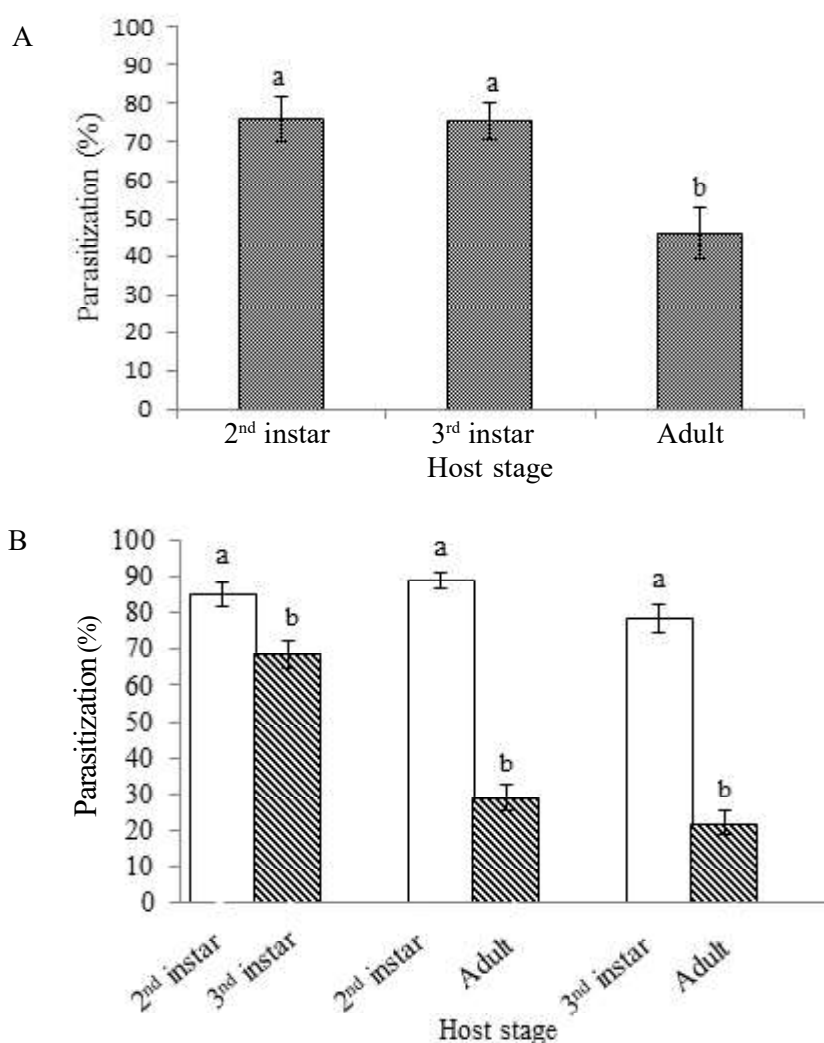 A
Parasitization (%)
100
90
80
70
60
50
40
30
20
10
0
a
a
b
2nd instar
3rd instar
Adult
Host stage
B
Parasitization (%)
100
90
80
70
60
50
40
30
20
10
0
a
b
a
b
a
b
2nd instar
3rd instar
2nd instar
Adult
3rd instar
Adult
Host stage